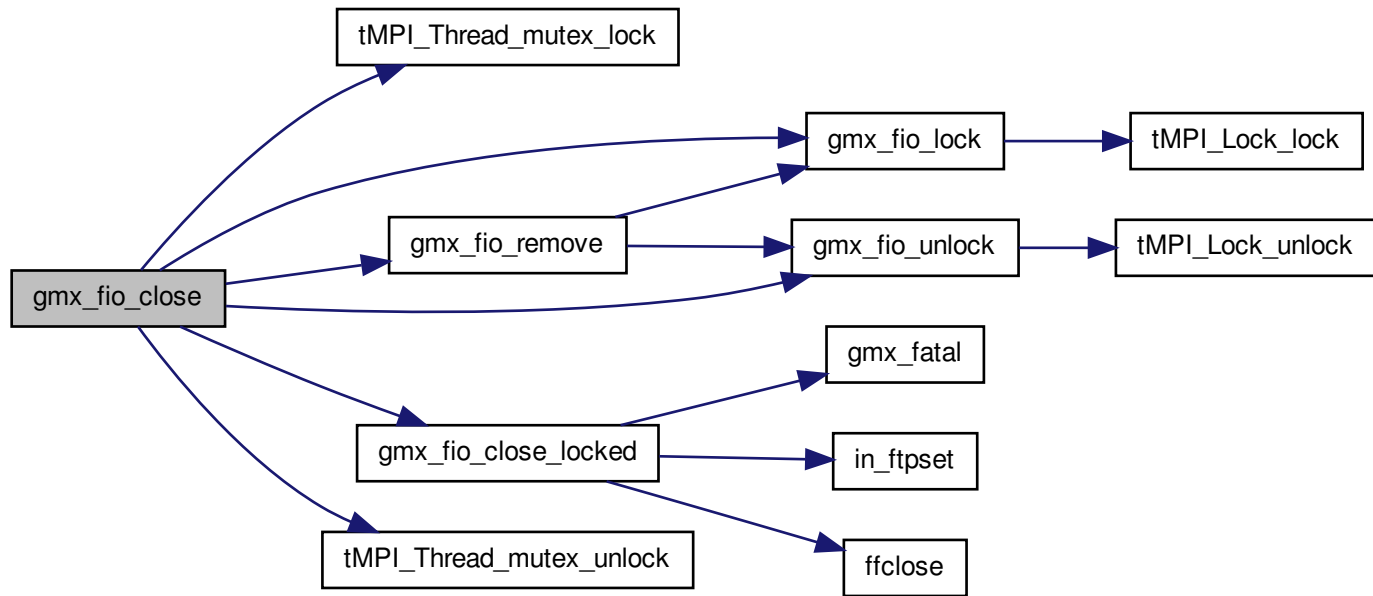 tMPI_Thread_mutex_lock
gmx_fio_lock
tMPI_Lock_lock
gmx_fio_remove
gmx_fio_unlock
tMPI_Lock_unlock
gmx_fio_close
gmx_fatal
gmx_fio_close_locked
in_ftpset
tMPI_Thread_mutex_unlock
ffclose